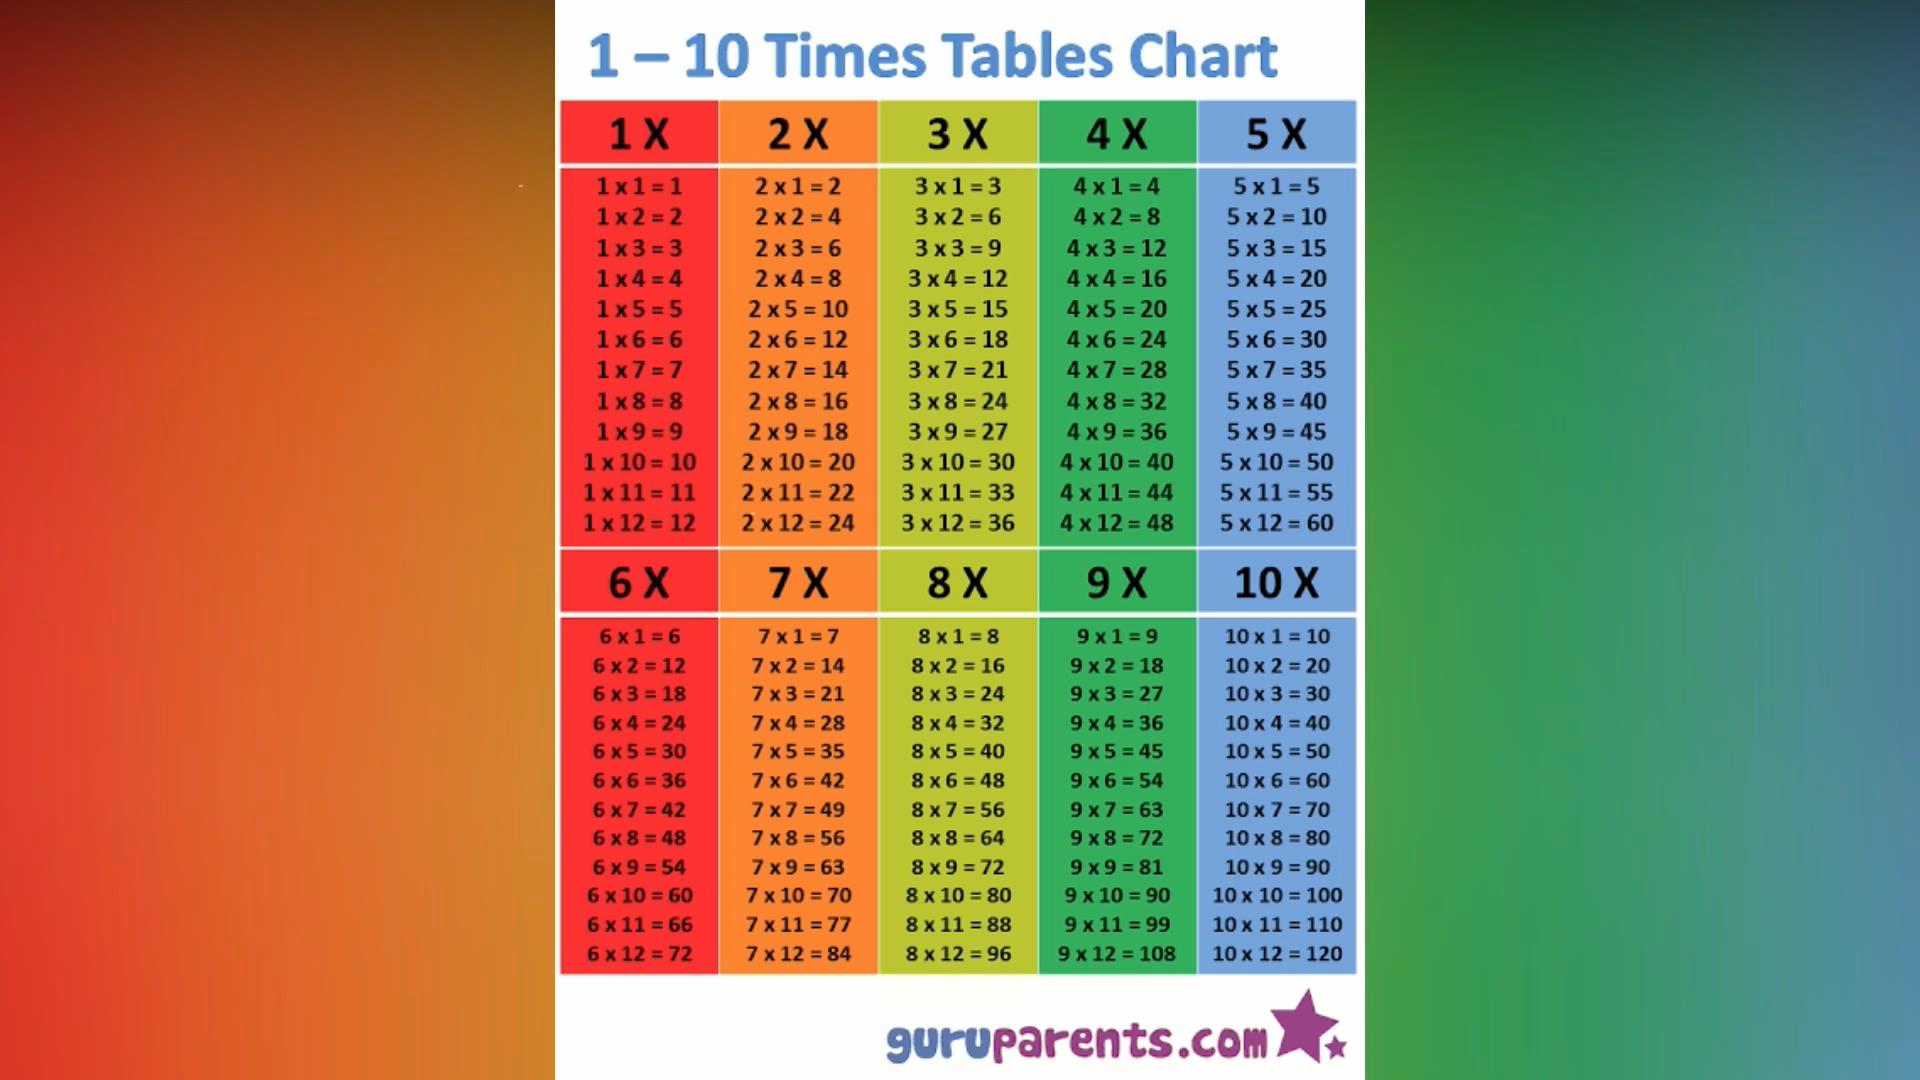 1 – 10 Times Tables Chart
1 X
1 x 1 = 1
1 x 2 = 2
1 x 3 = 3
1 x 4 = 4
1 x 5 = 5
1 x 6 = 6
1 x 7 = 7
1 x 8 = 8
1 x 9 = 9
1 x 10 = 10
1 x 11 = 11
1 x 12 = 12
2 X
2 x 1 = 2
2 x 2 = 4
2 x 3 = 6
2 x 4 = 8
2 x 5 = 10
2 x 6 = 12
2 x 7 = 14
2 x 8 = 16
2 x 9 = 18
2 x 10 = 20
2 x 11 = 22
2 x 12 = 24
3 X
3 x 1 = 3
3 x 2 = 6
3 x 3 = 9
3 x 4 = 12
3 x 5 = 15
3 x 6 = 18
3 x 7 = 21
3 x 8 = 24
3 x 9 = 27
3 x 10 = 30
3 x 11 = 33
3 x 12 = 36
4 X
4 x 1 = 4
4 x 2 = 8
4 x 3 = 12
4 x 4 = 16
4 x 5 = 20
4 x 6 = 24
4 x 7 = 28
4 x 8 = 32
4 x 9 = 36
4 x 10 = 40
4 x 11 = 44
4 x 12 = 48
5 X
5 x 1 = 5
5 x 2 = 10
5 x 3 = 15
5 x 4 = 20
5 x 5 = 25
5 x 6 = 30
5 x 7 = 35
5 x 8 = 40
5 x 9 = 45
5 x 10 = 50
5 x 11 = 55
5 x 12 = 60
6 X
6 x 1 = 6
6 x 2 = 12
6 x 3 = 18
6 x 4 = 24
6 x 5 = 30
6 x 6 = 36
6 x 7 = 42
6 x 8 = 48
6 x 9 = 54
6 x 10 = 60
6 x 11 = 66
6 x 12 = 72
7 X
7 x 1 = 7
7 x 2 = 14
7 x 3 = 21
7 x 4 = 28
7 x 5 = 35
7 x 6 = 42
7 x 7 = 49
7 x 8 = 56
7 x 9 = 63
7 x 10 = 70
7 x 11 = 77
7 x 12 = 84
8 X
8 x 1 = 8
8 x 2 = 16
8 x 3 = 24
8 x 4 = 32
8 x 5 = 40
8 x 6 = 48
8 x 7 = 56
8 x 8 = 64
8 x 9 = 72
8 x 10 = 80
8 x 11 = 88
8 x 12 = 96
9 X
9 x 1 = 9
9 x 2 = 18
9 x 3 = 27
9 x 4 = 36
9 x 5 = 45
9 x 6 = 54
9 x 7 = 63
9 x 8 = 72
9 x 9 = 81
9 x 10 = 90
9 x 11 = 99
9 x 12 = 108
10 X
10 x 1 = 10
10 x 2 = 20
10 x 3 = 30
10 x 4 = 40
10 x 5 = 50
10 x 6 = 60
10 x 7 = 70
10 x 8 = 80
10 x 9 = 90
10 x 10 = 100
10 x 11 = 110
10 x 12 = 120
guruparents.com